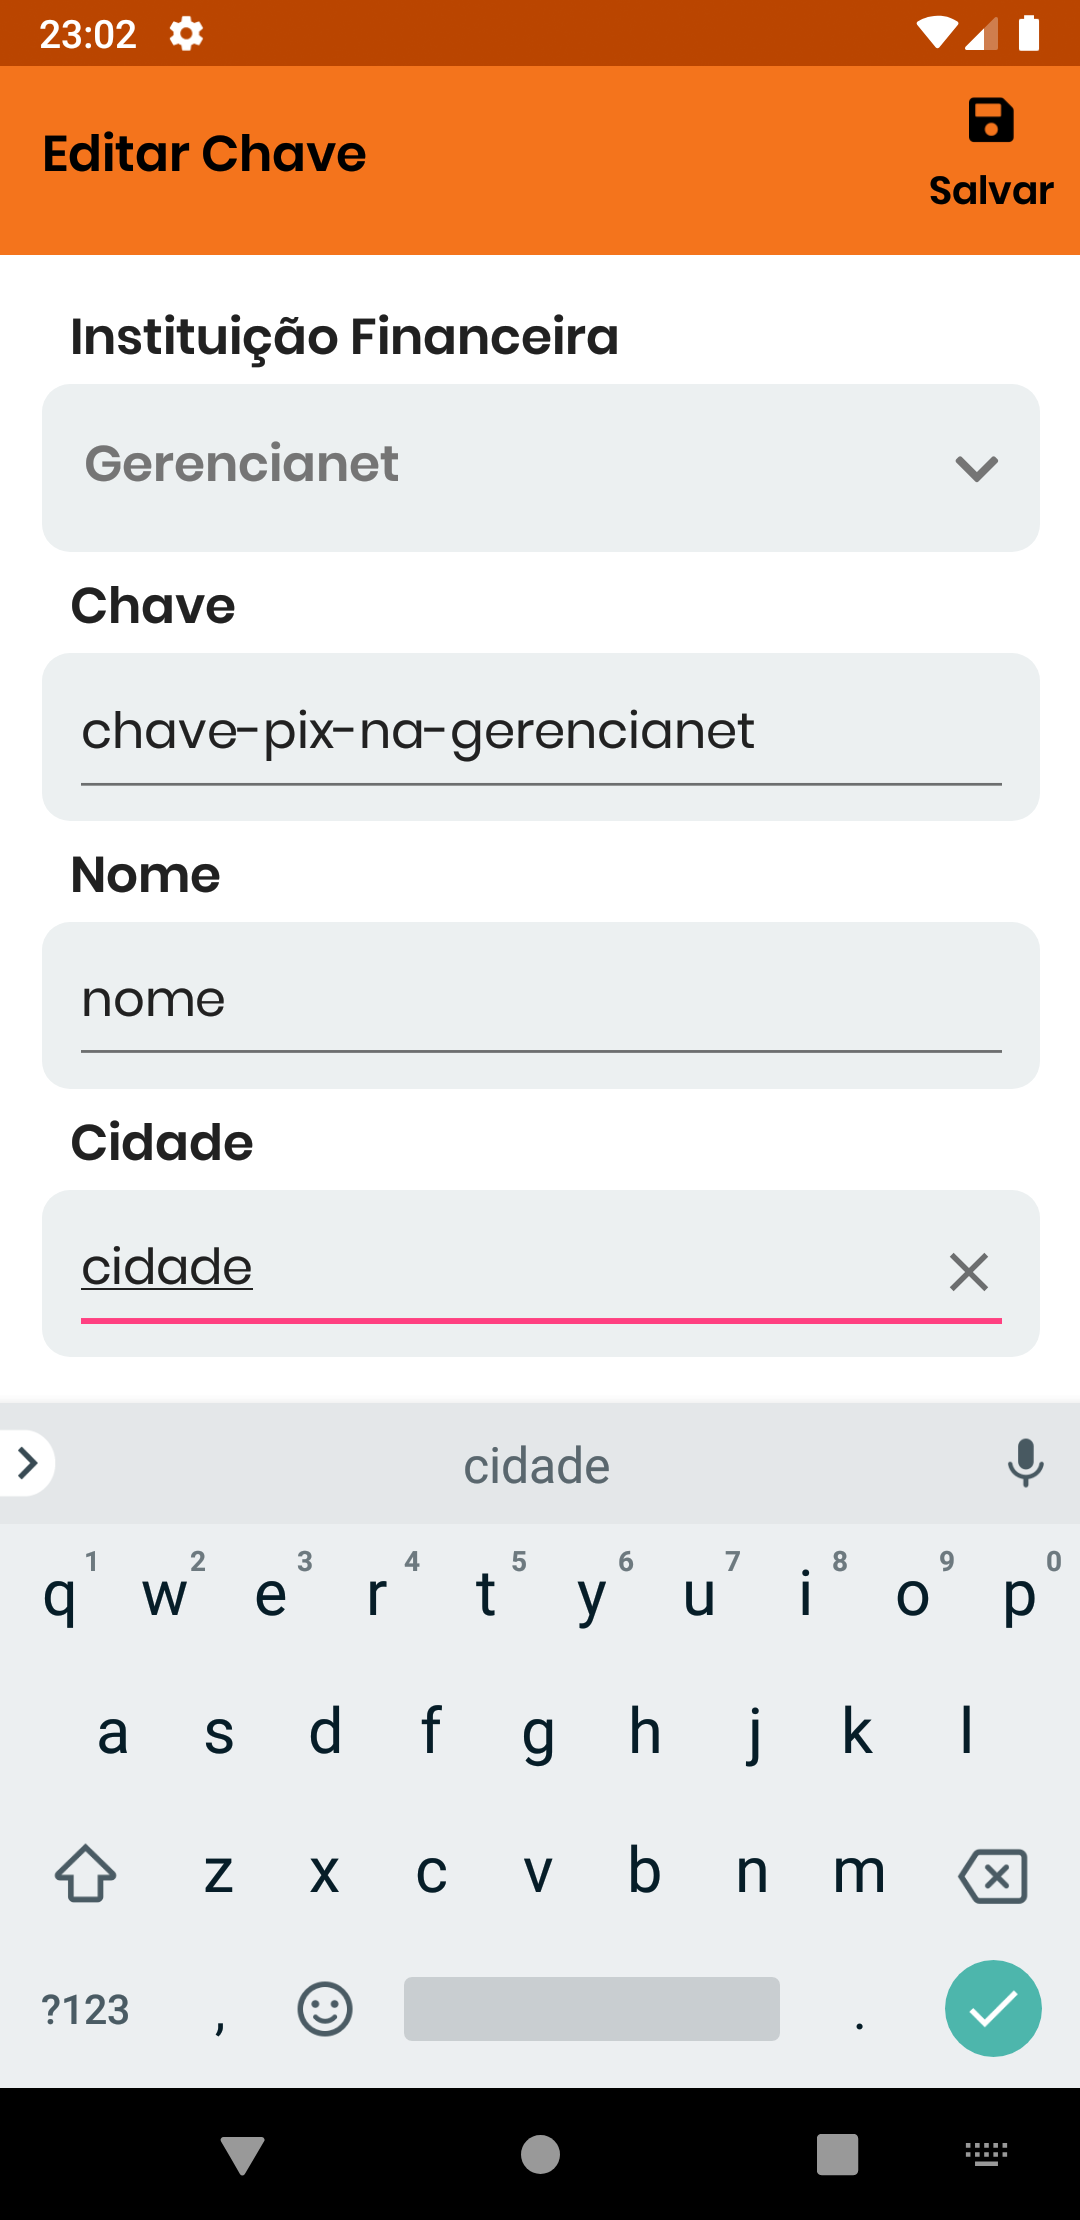 23:02
Editar Chave
Salvar
Instituição Financeira
Gerencianet
Chave
chave-pix-na-gerencianet
Nome
nome
Cidade
cidade
cidade
1 2 3 4 5 6 7 8 9 0
q w e r t y u i o p
a s d f g h j k l
z x c v b n m
?123 , .